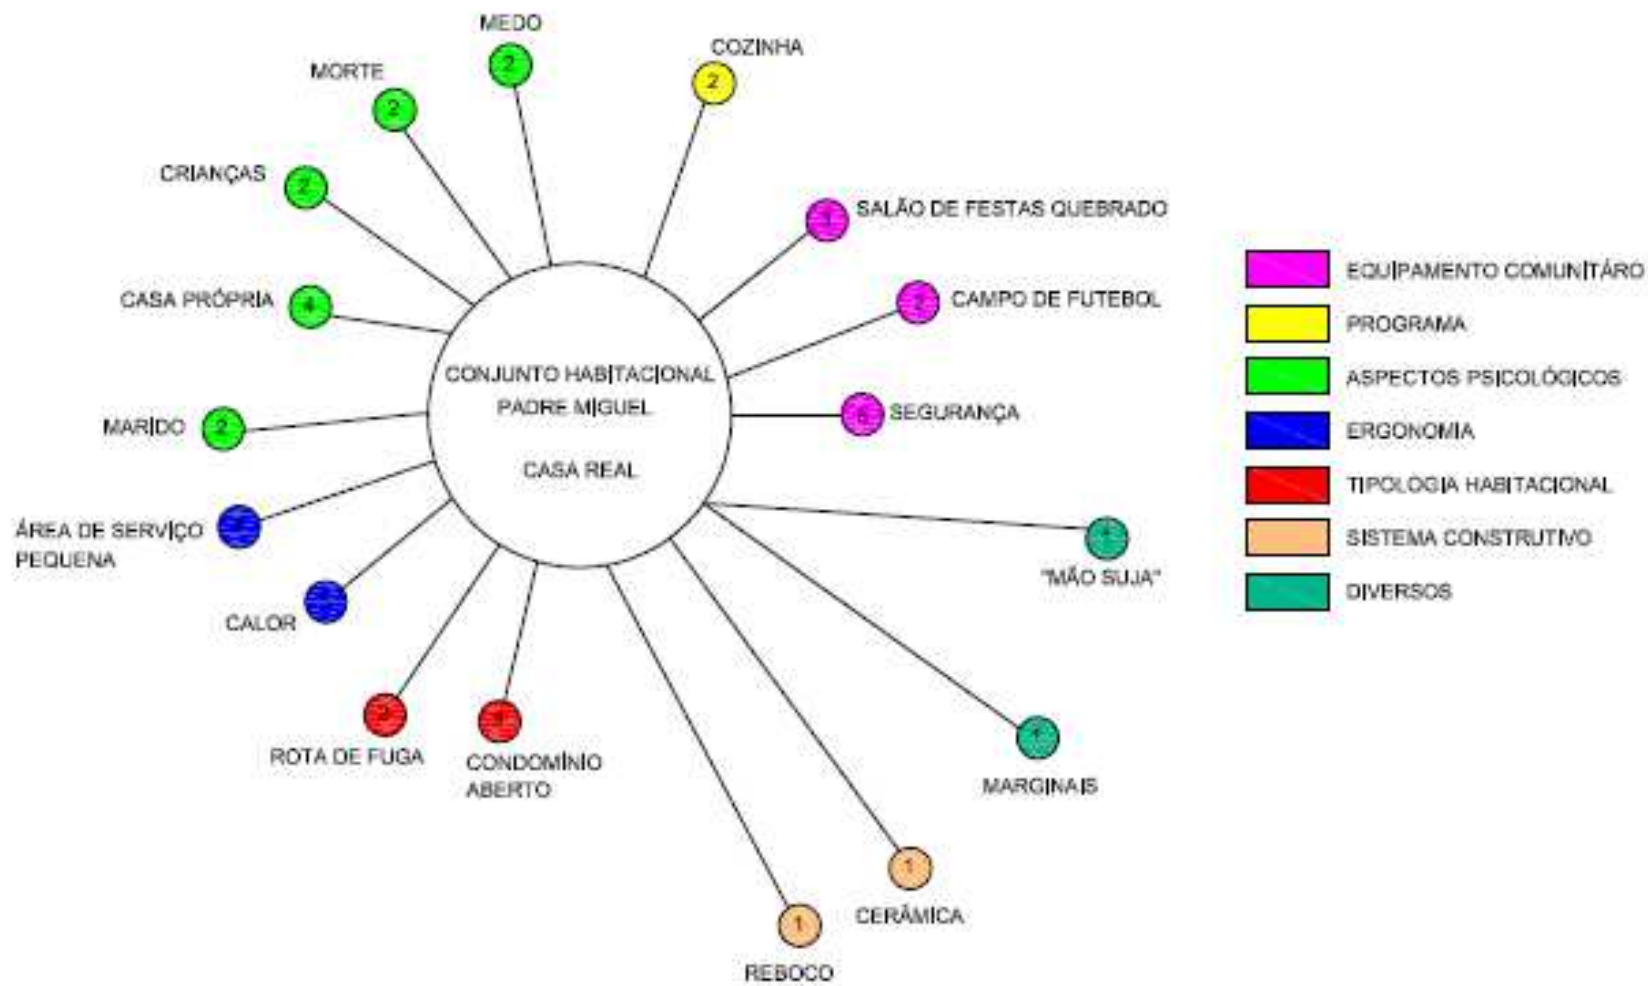 MEDO
2
COZINHA
2
MORTE
2
CRIANÇAS
2
SALÃO DE FESTAS QUEBRADO
CASA PRÓPRIA
4
CAMPO DE FUTEBOL
2
CONJUNTO HABITACIONAL
PADRE MIGUEL
CASA REAL
MARIDO
2
SEGURANÇA
ÁREA DE SERVIÇO
PEQUENA
CALOR
ROTA DE FUGA
CONDOMÍNIO
ABERTO
"MÃO SUJA"
MARGINAIS
1
CERÂMICA
1
REBOCO
1
EQUIPAMENTO COMUNITÁRO
PROGRAMA
ASPECTOS PSICOLÓGICOS
ERGONOMIA
TIPOLOGIA HABITACIONAL
SISTEMA CONSTRUTIVO
DIVERSOS